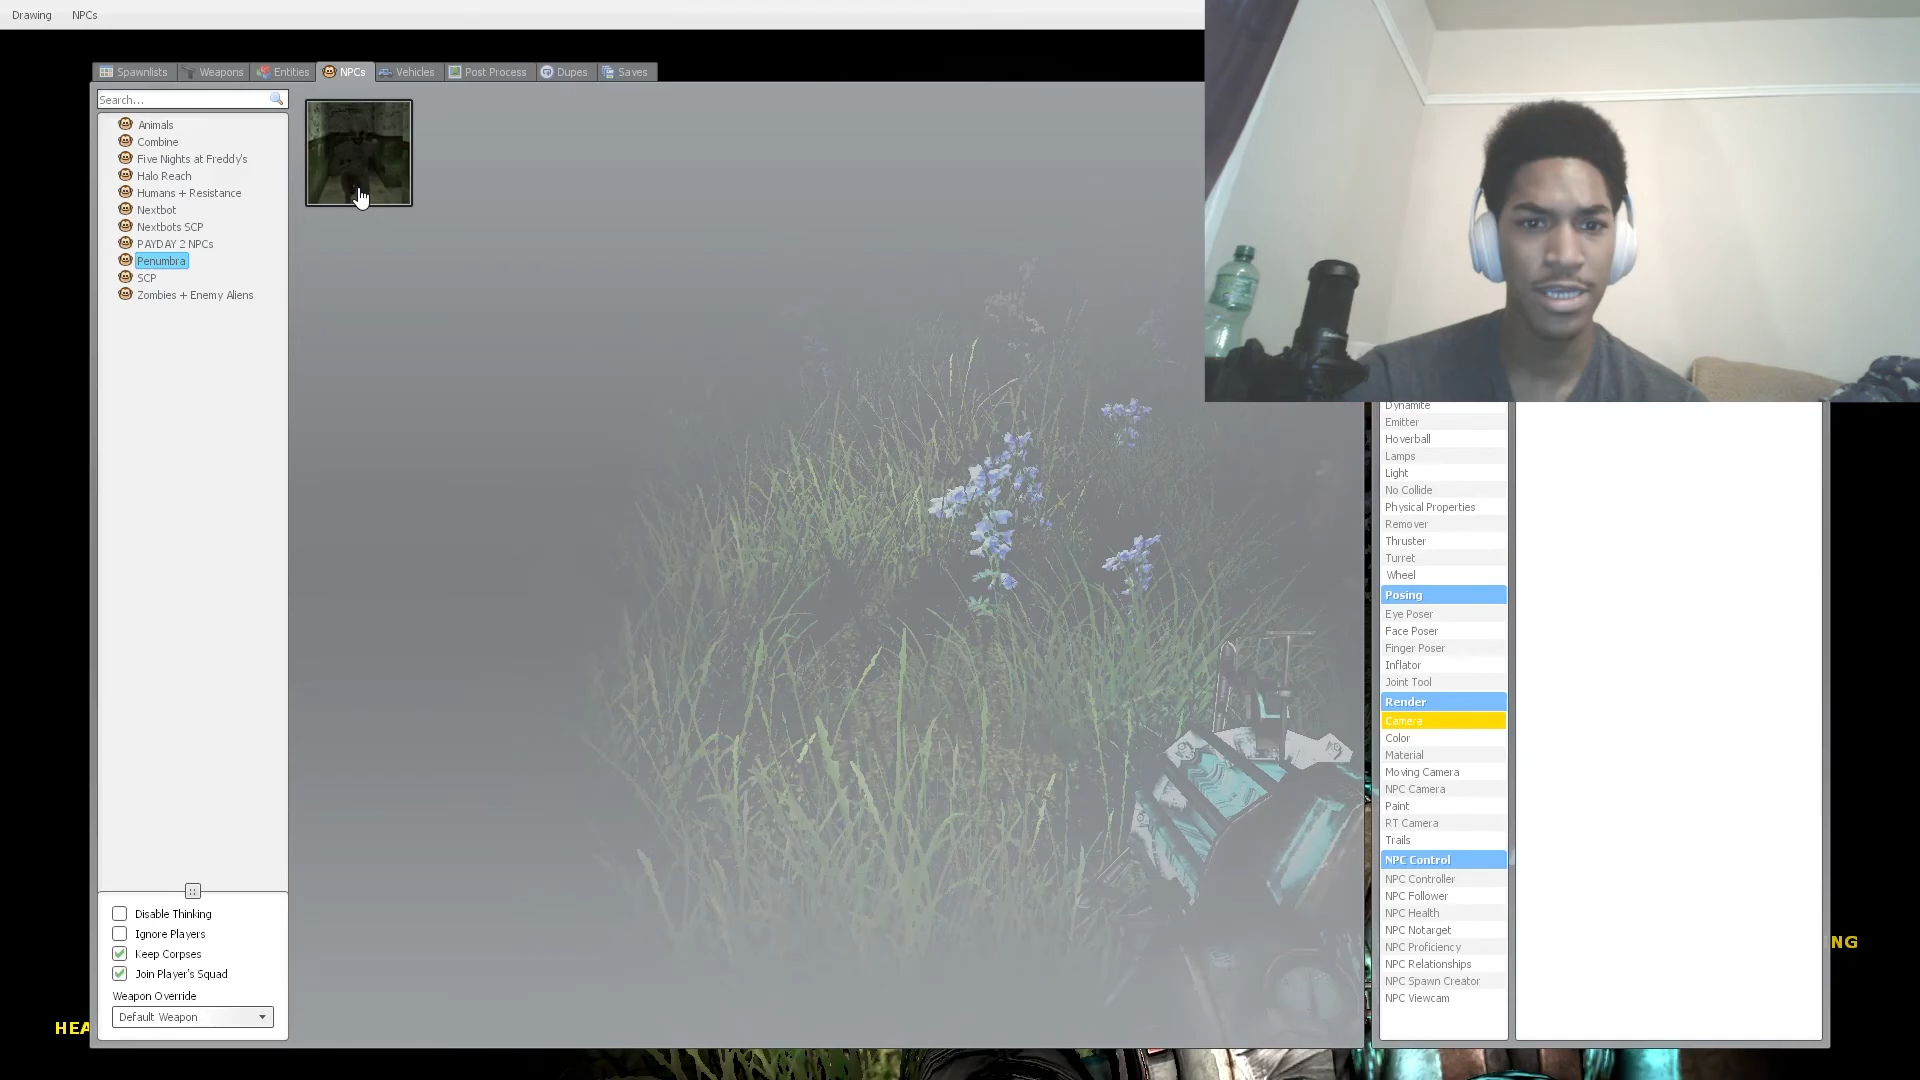 Drawing NPCs
Spawnlists Weapons Entities NPCs Vehicles Post Process Dupes Saves
Search...
Animals
Combine
Five Nights at Freddy's
Halo Reach
Humans + Resistance
Nextbot
Nextbots SCP
PAYDAY 2 NPCs
Penumbra
SCP
Zombies + Enemy Aliens
Disable Thinking
Ignore Players
Keep Corpses
Join Player's Squad
Weapon Override
Default Weapon
HEA
Dynamite
Emitter
Hoverball
Lamps
Light
No Collide
Physical Properties
Remover
Thruster
Turret
Wheel
Posing
Eye Poser
Face Poser
Finger Poser
Inflator
Joint Tool
Render
Camera
Color
Material
Moving Camera
NPC Camera
Paint
RT Camera
Trails
NPC Control
NPC Controller
NPC Follower
NPC Health
NPC Notarget
NPC Proficiency
NPC Relationships
NPC Spawn Creator
NPC Viewcam
NG